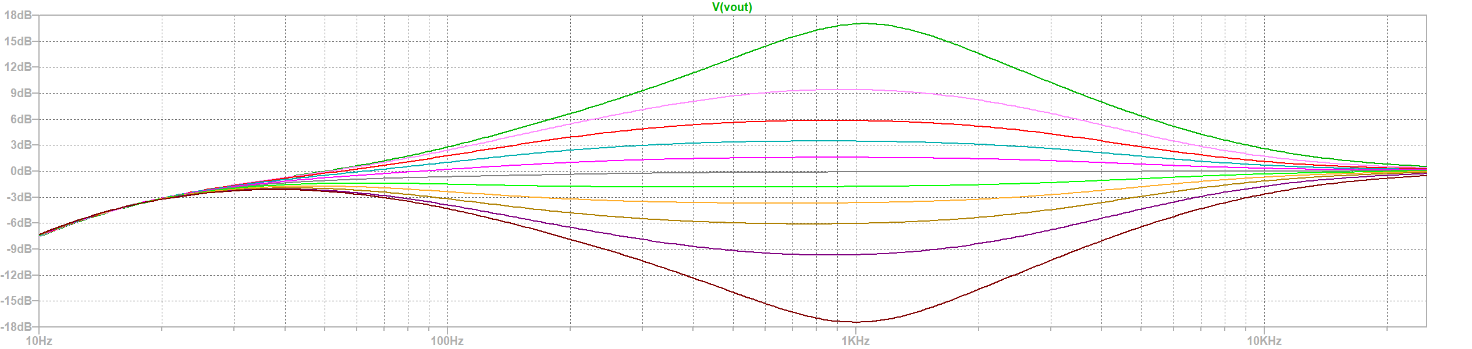 V(vout)
18dB
15dB
12dB
9dB
6dB
3dB
0dB
-3dB
-6dB
-9dB
-12dB
-15dB
-18dB
10Hz 100Hz 1KHz 10KHz